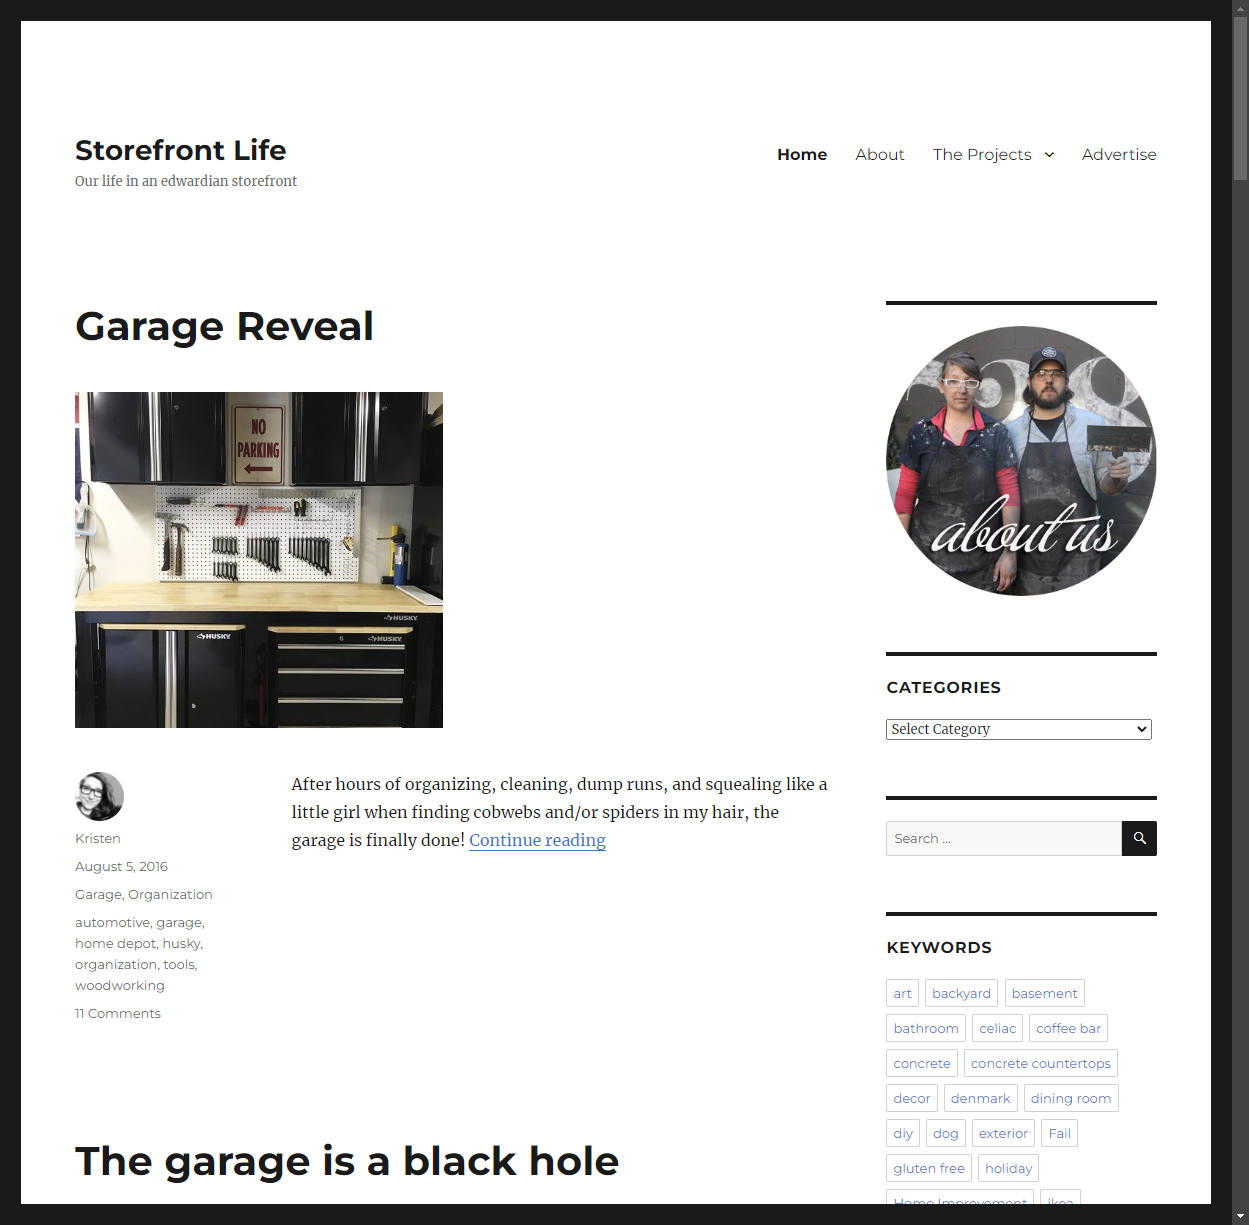 Storefront Life
Our life in an edwardian storefront
Home About The Projects Advertise
Garage Reveal
NO
PARKING
HUSKY
HUSKY
HUSKY
Kristen
August 5, 2016
Garage, Organization
automotive, garage,
home depot, husky,
organization, tools,
woodworking
11 Comments
After hours of organizing, cleaning, dump runs, and squealing like a
little girl when finding cobwebs and/or spiders in my hair, the
garage is finally done! Continue reading
The garage is a black hole
about us
CATEGORIES
Select Category
Search …
KEYWORDS
art backyard basement
bathroom celiac coffee bar
concrete concrete countertops
decor denmark dining room
diy dog exterior Fail
gluten free holiday
Home Improvement ikea